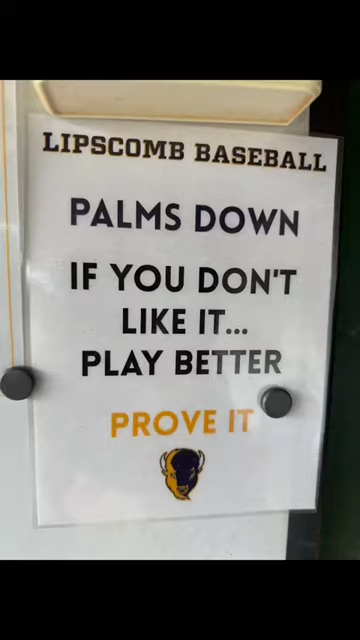 LIPSCOMB BASEBALL
PALMS DOWN
IF YOU DON'T
LIKE IT...
PLAY BETTER
PROVE IT